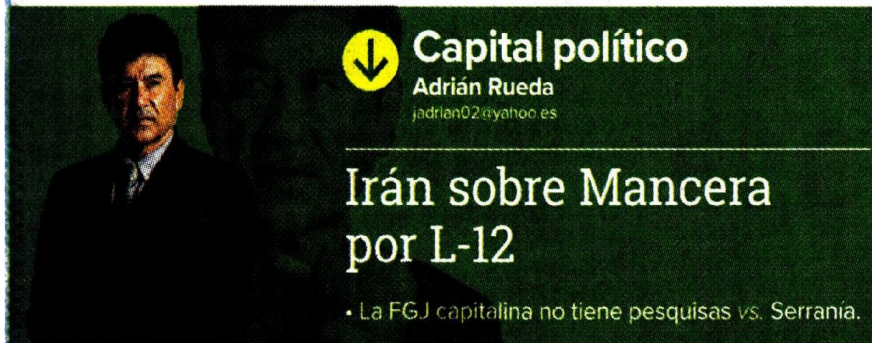 Capital político
Adrián Rueda
jadrian02@yahoo.es
Irán sobre Mancera
por L-12
• La FGJ capitalina no tiene pesquisas vs. Serranía.